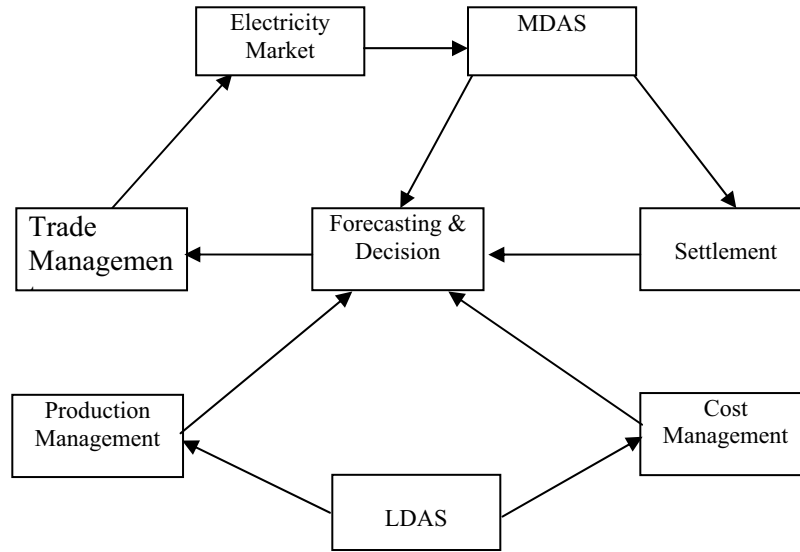 Electricity
Market
MDAS
Trade
Managemen
Forecasting &
Decision
Settlement
Production
Management
Cost
Management
LDAS